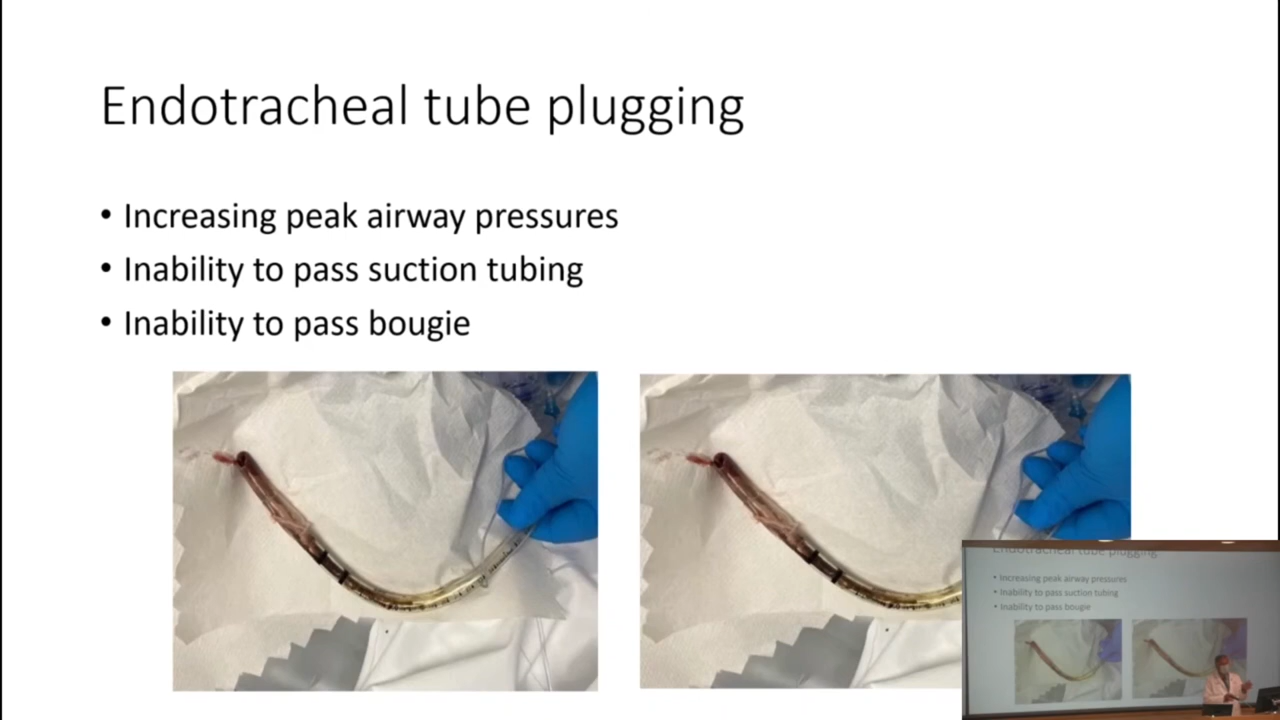 Endotracheal tube plugging
• Increasing peak airway pressures
• Inability to pass suction tubing
• Inability to pass bougie
Endotracheal tube plugging
• Increasing peak airway pressures
• Inability to pass suction tubing
• Inability to pass bougie